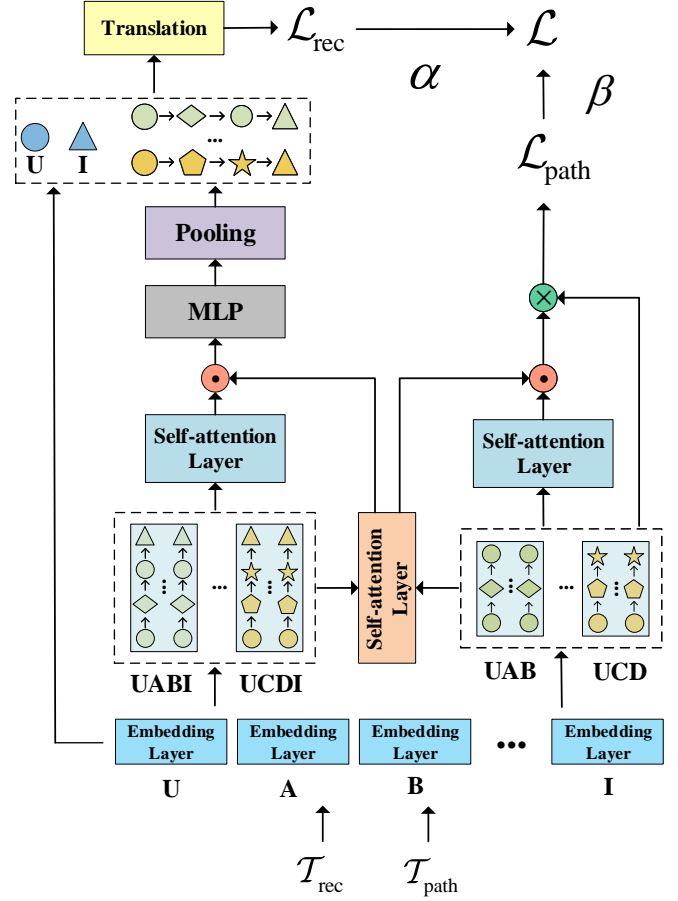 Translation
ℒrec
α
ℒ
β
U
I
...
ℒpath
Pooling
MLP
Self-attention
Layer
Self-attention
Layer
Self-attention
Layer
...
...
...
...
...
...
UABI
UCDI
UAB
UCD
Embedding
Layer
Embedding
Layer
Embedding
Layer
...
Embedding
Layer
U
A
B
I
𝒯rec
𝒯path